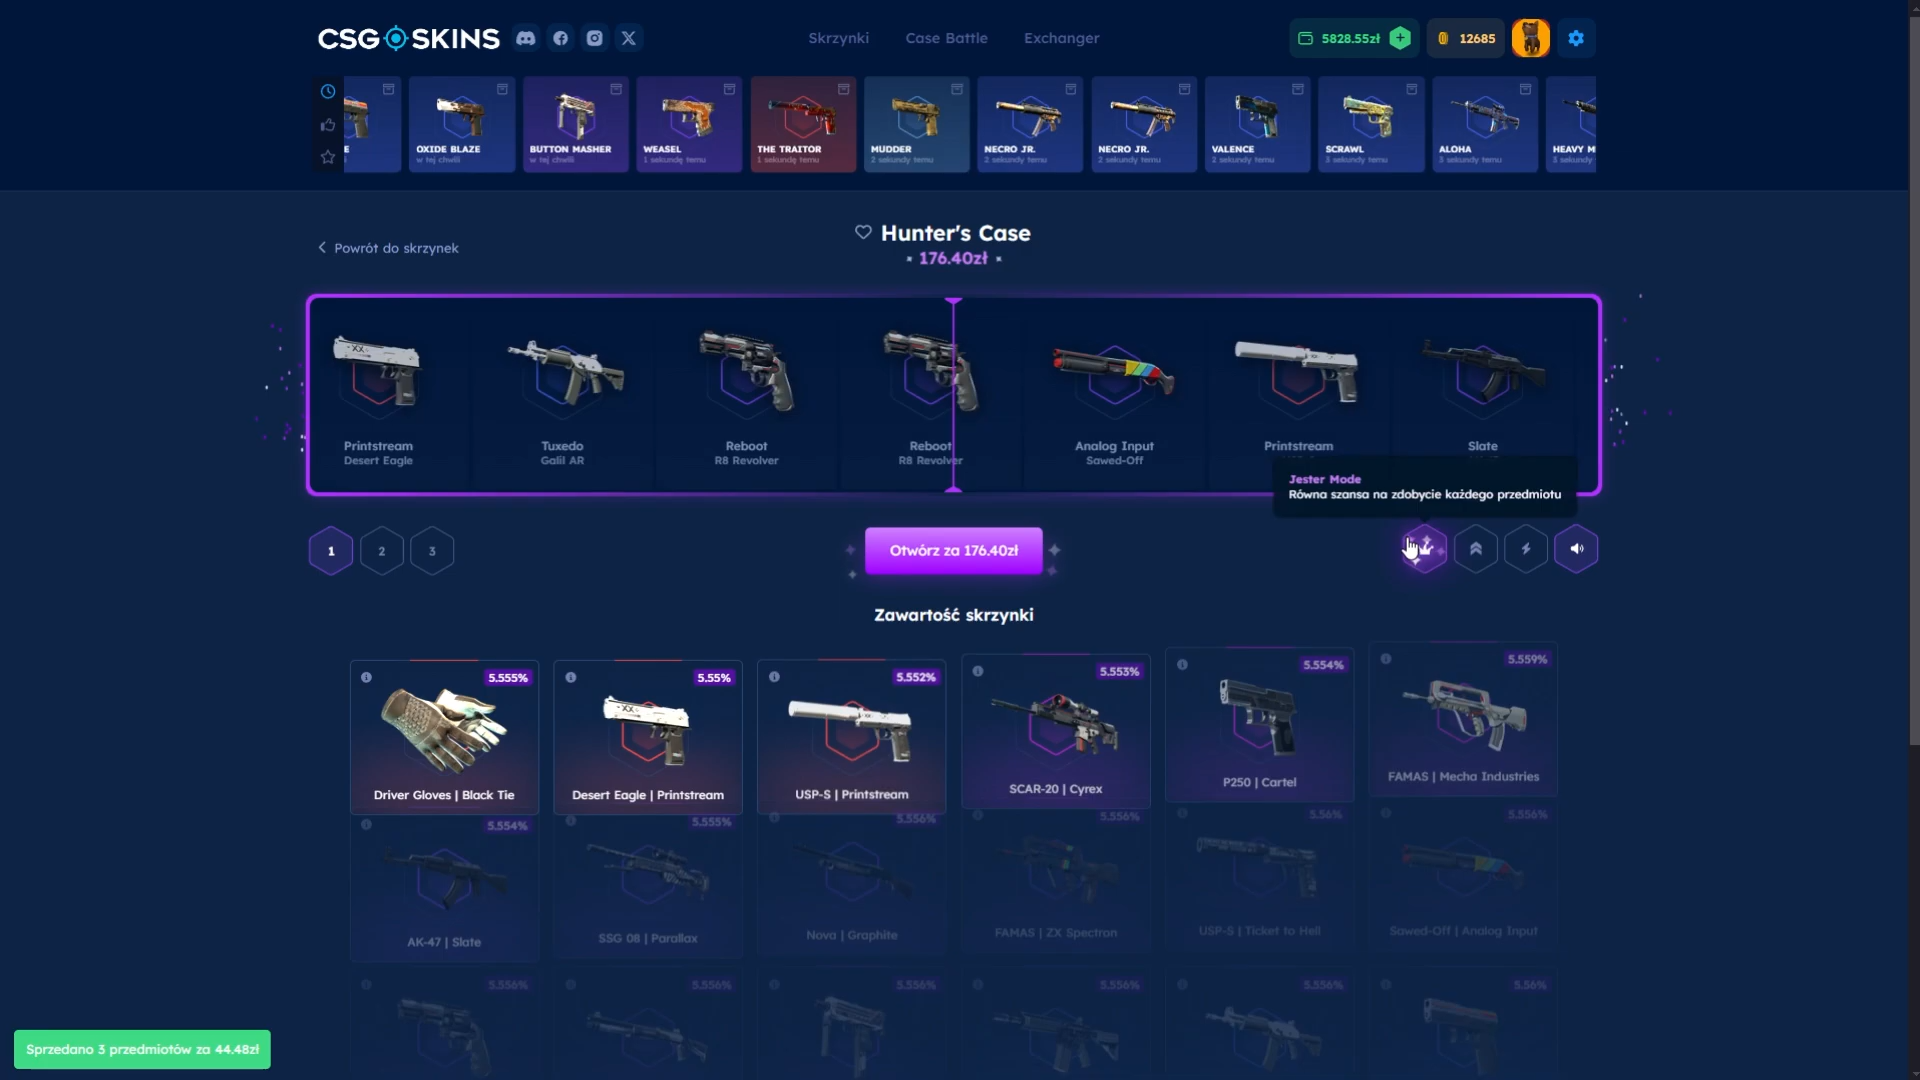 CSG SKINS
Skrzynki
Case Battle
Exchanger
5828.55zł
12685
E
OXIDE BLAZE
w tej chwili
BUTTON MASHER
w tej chwili
WEASEL
1 sekundę temu
THE TRAITOR
1 sekundę temu
MUDDER
2 sekundy temu
NECRO JR.
2 sekundy temu
NECRO JR.
2 sekundy temu
VALENCE
2 sekundy temu
SCRAWL
3 sekundy temu
ALOHA
3 sekundy temu
HEAVY M
3 sekundy
Powrót do skrzynek
Hunter's Case
176.40zł
Printstream
Desert Eagle
Tuxedo
Galil AR
Reboot
R8 Revolver
Reboot
R8 Revolver
Analog Input
Sawed-Off
Printstream
Slate
Jester Mode
Równa szansa na zdobycie każdego przedmiotu
1
2
3
Otwórz za 176.40zł
Zawartość skrzynki
5.555%
Driver Gloves | Black Tie
5.55%
Desert Eagle | Printstream
5.552%
USP-S | Printstream
5.553%
SCAR-20 | Cyrex
5.554%
P250 | Cartel
5.559%
FAMAS | Mecha Industries
5.554%
AK-47 | Slate
5.555%
SSG 08 | Parallax
5.556%
Nova | Graphite
5.556%
FAMAS | ZX Spectron
5.56%
USP-S | Ticket to Hell
5.556%
Sawed-Off | Analog Input
5.556%
5.556%
5.556%
5.556%
5.556%
5.56%
Sprzedano 3 przedmiotów za 44.48zł